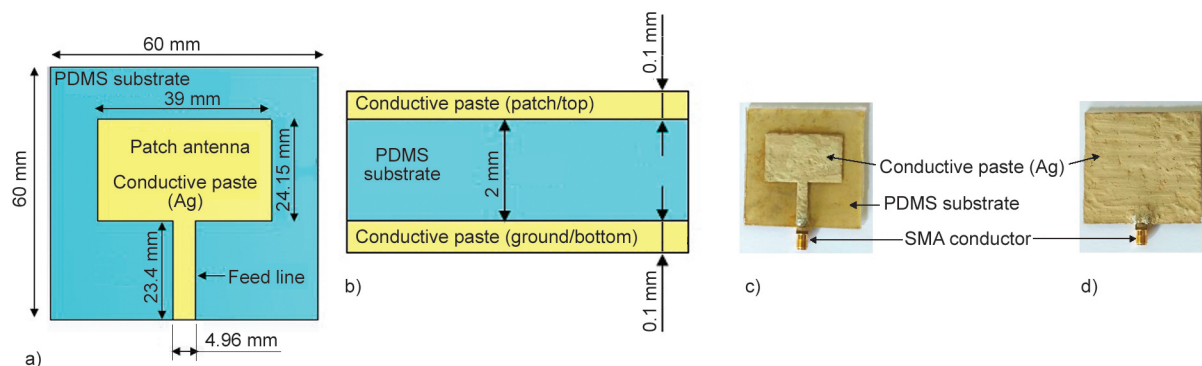 60 mm
PDMS substrate
39 mm
60 mm
Patch antenna
Conductive paste
(Ag)
24.15 mm
23.4 mm
Feed line
4.96 mm
a)
0.1 mm
Conductive paste (patch/top)
PDMS
substrate
2 mm
Conductive paste (ground/bottom)
b)
0.1 mm
Conductive paste (Ag)
PDMS substrate
SMA conductor
c)
d)